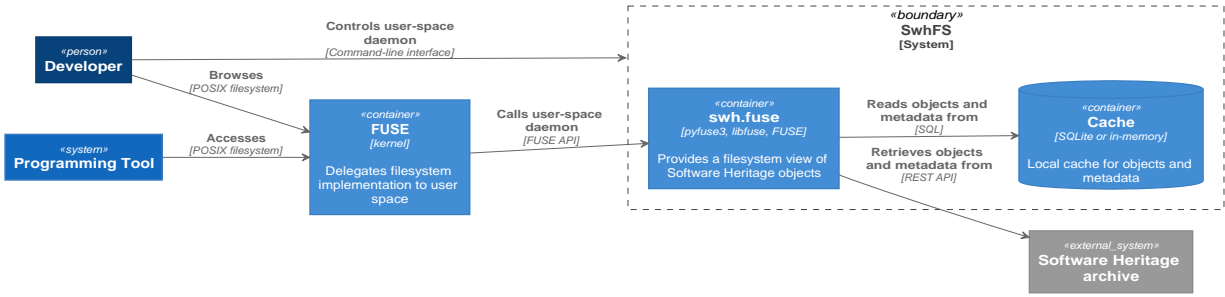 «person»
Developer
«system»
Programming Tool
Controls user-space
daemon
[Command-line interface]
Browses
[POSIX filesystem]
Accesses
[POSIX filesystem]
«container»
FUSE
[kernel]
Delegates filesystem
implementation to user
space
Calls user-space
daemon
[FUSE API]
«boundary»
SwhFS
[System]
«container»
swh.fuse
[pyfuse3, libfuse, FUSE]
Provides a filesystem view of
Software Heritage objects
Reads objects and
metadata from
[SQL]
Retrieves objects
and metadata from
[REST API]
«container»
Cache
[SQLite or in-memory]
Local cache for objects and
metadata
«external_system»
Software Heritage
archive